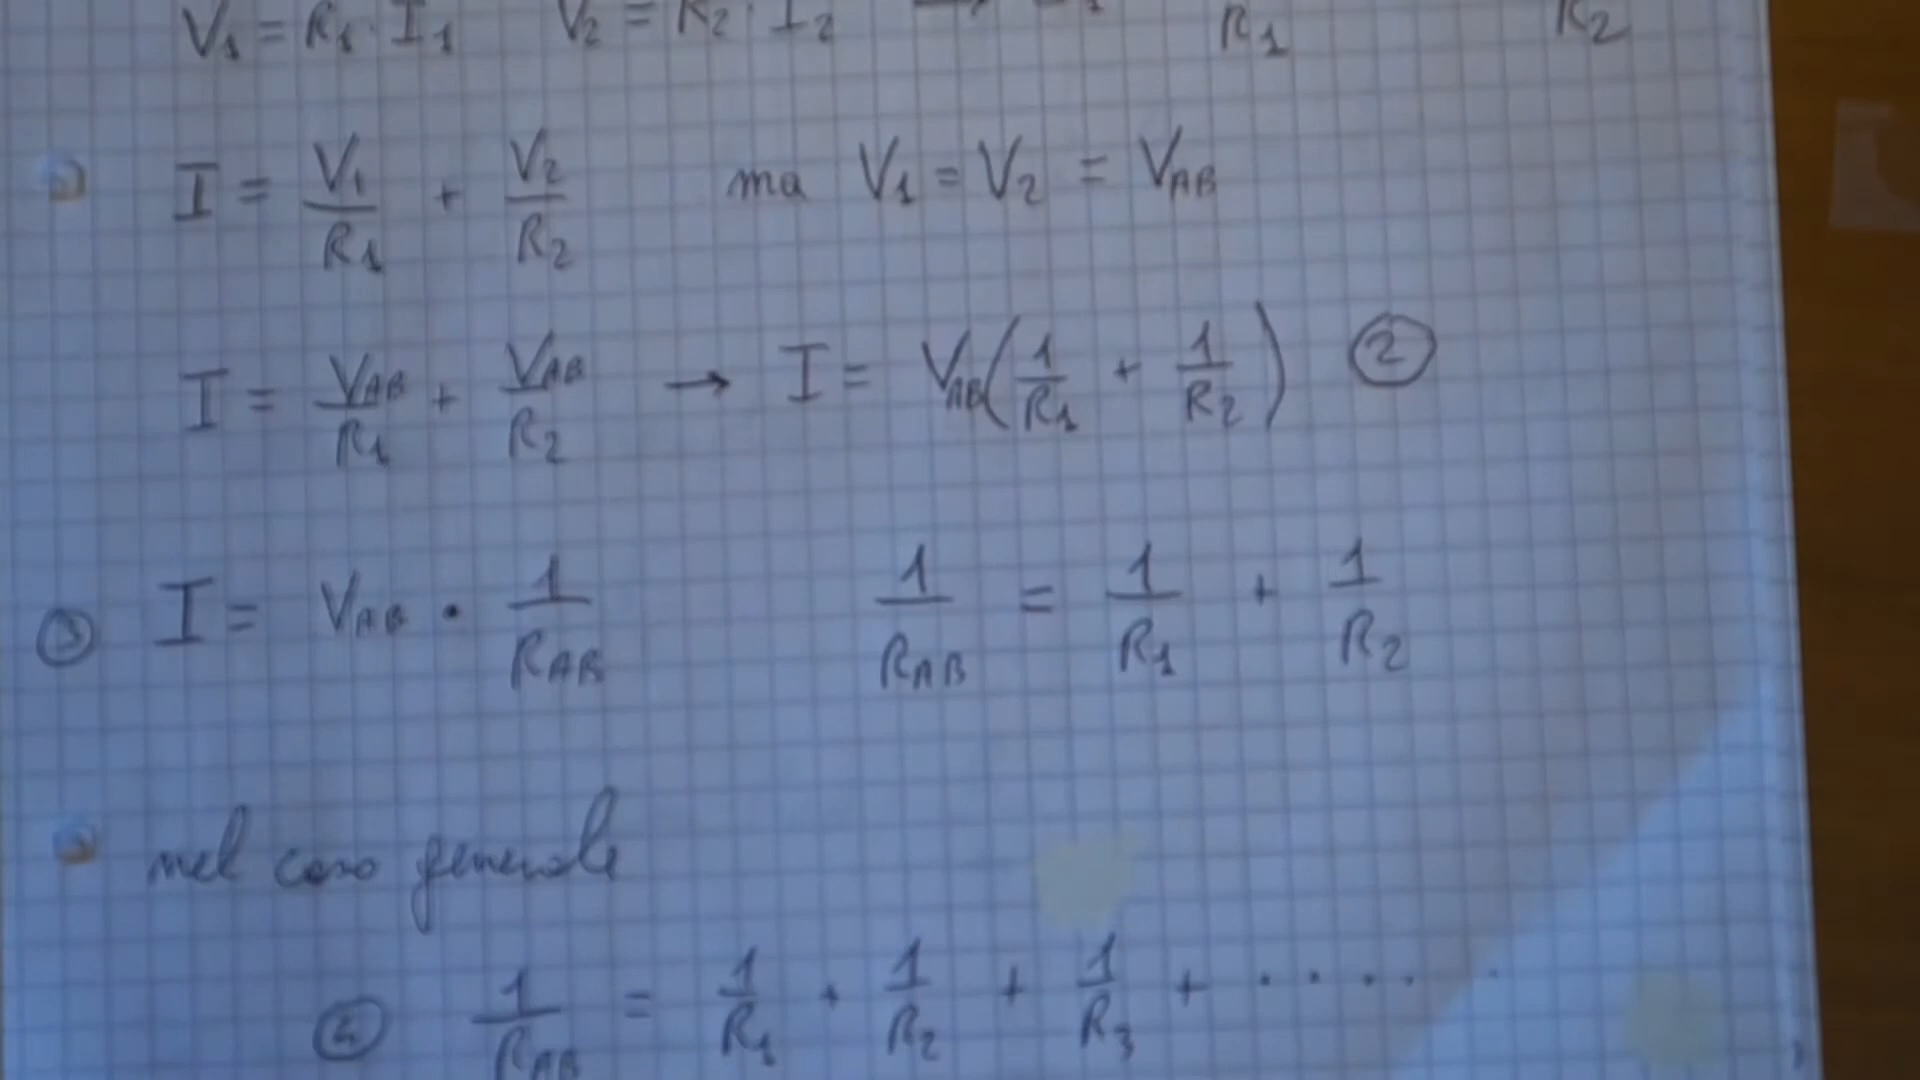 V₁ = R₁ · I₁ V₂ = R₂ · I₂ → R₁ R₂
I = V₁/R₁ + V₂/R₂ ma V₁ = V₂ = V_AB
I = V_AB/R₁ + V_AB/R₂ → I = V_AB(1/R₁ + 1/R₂) ②
③ I = V_AB · 1/R_AB 1/R_AB = 1/R₁ + 1/R₂
nel caso generale
④ 1/R_AB = 1/R₁ + 1/R₂ + 1/R₃ + · · · · ·